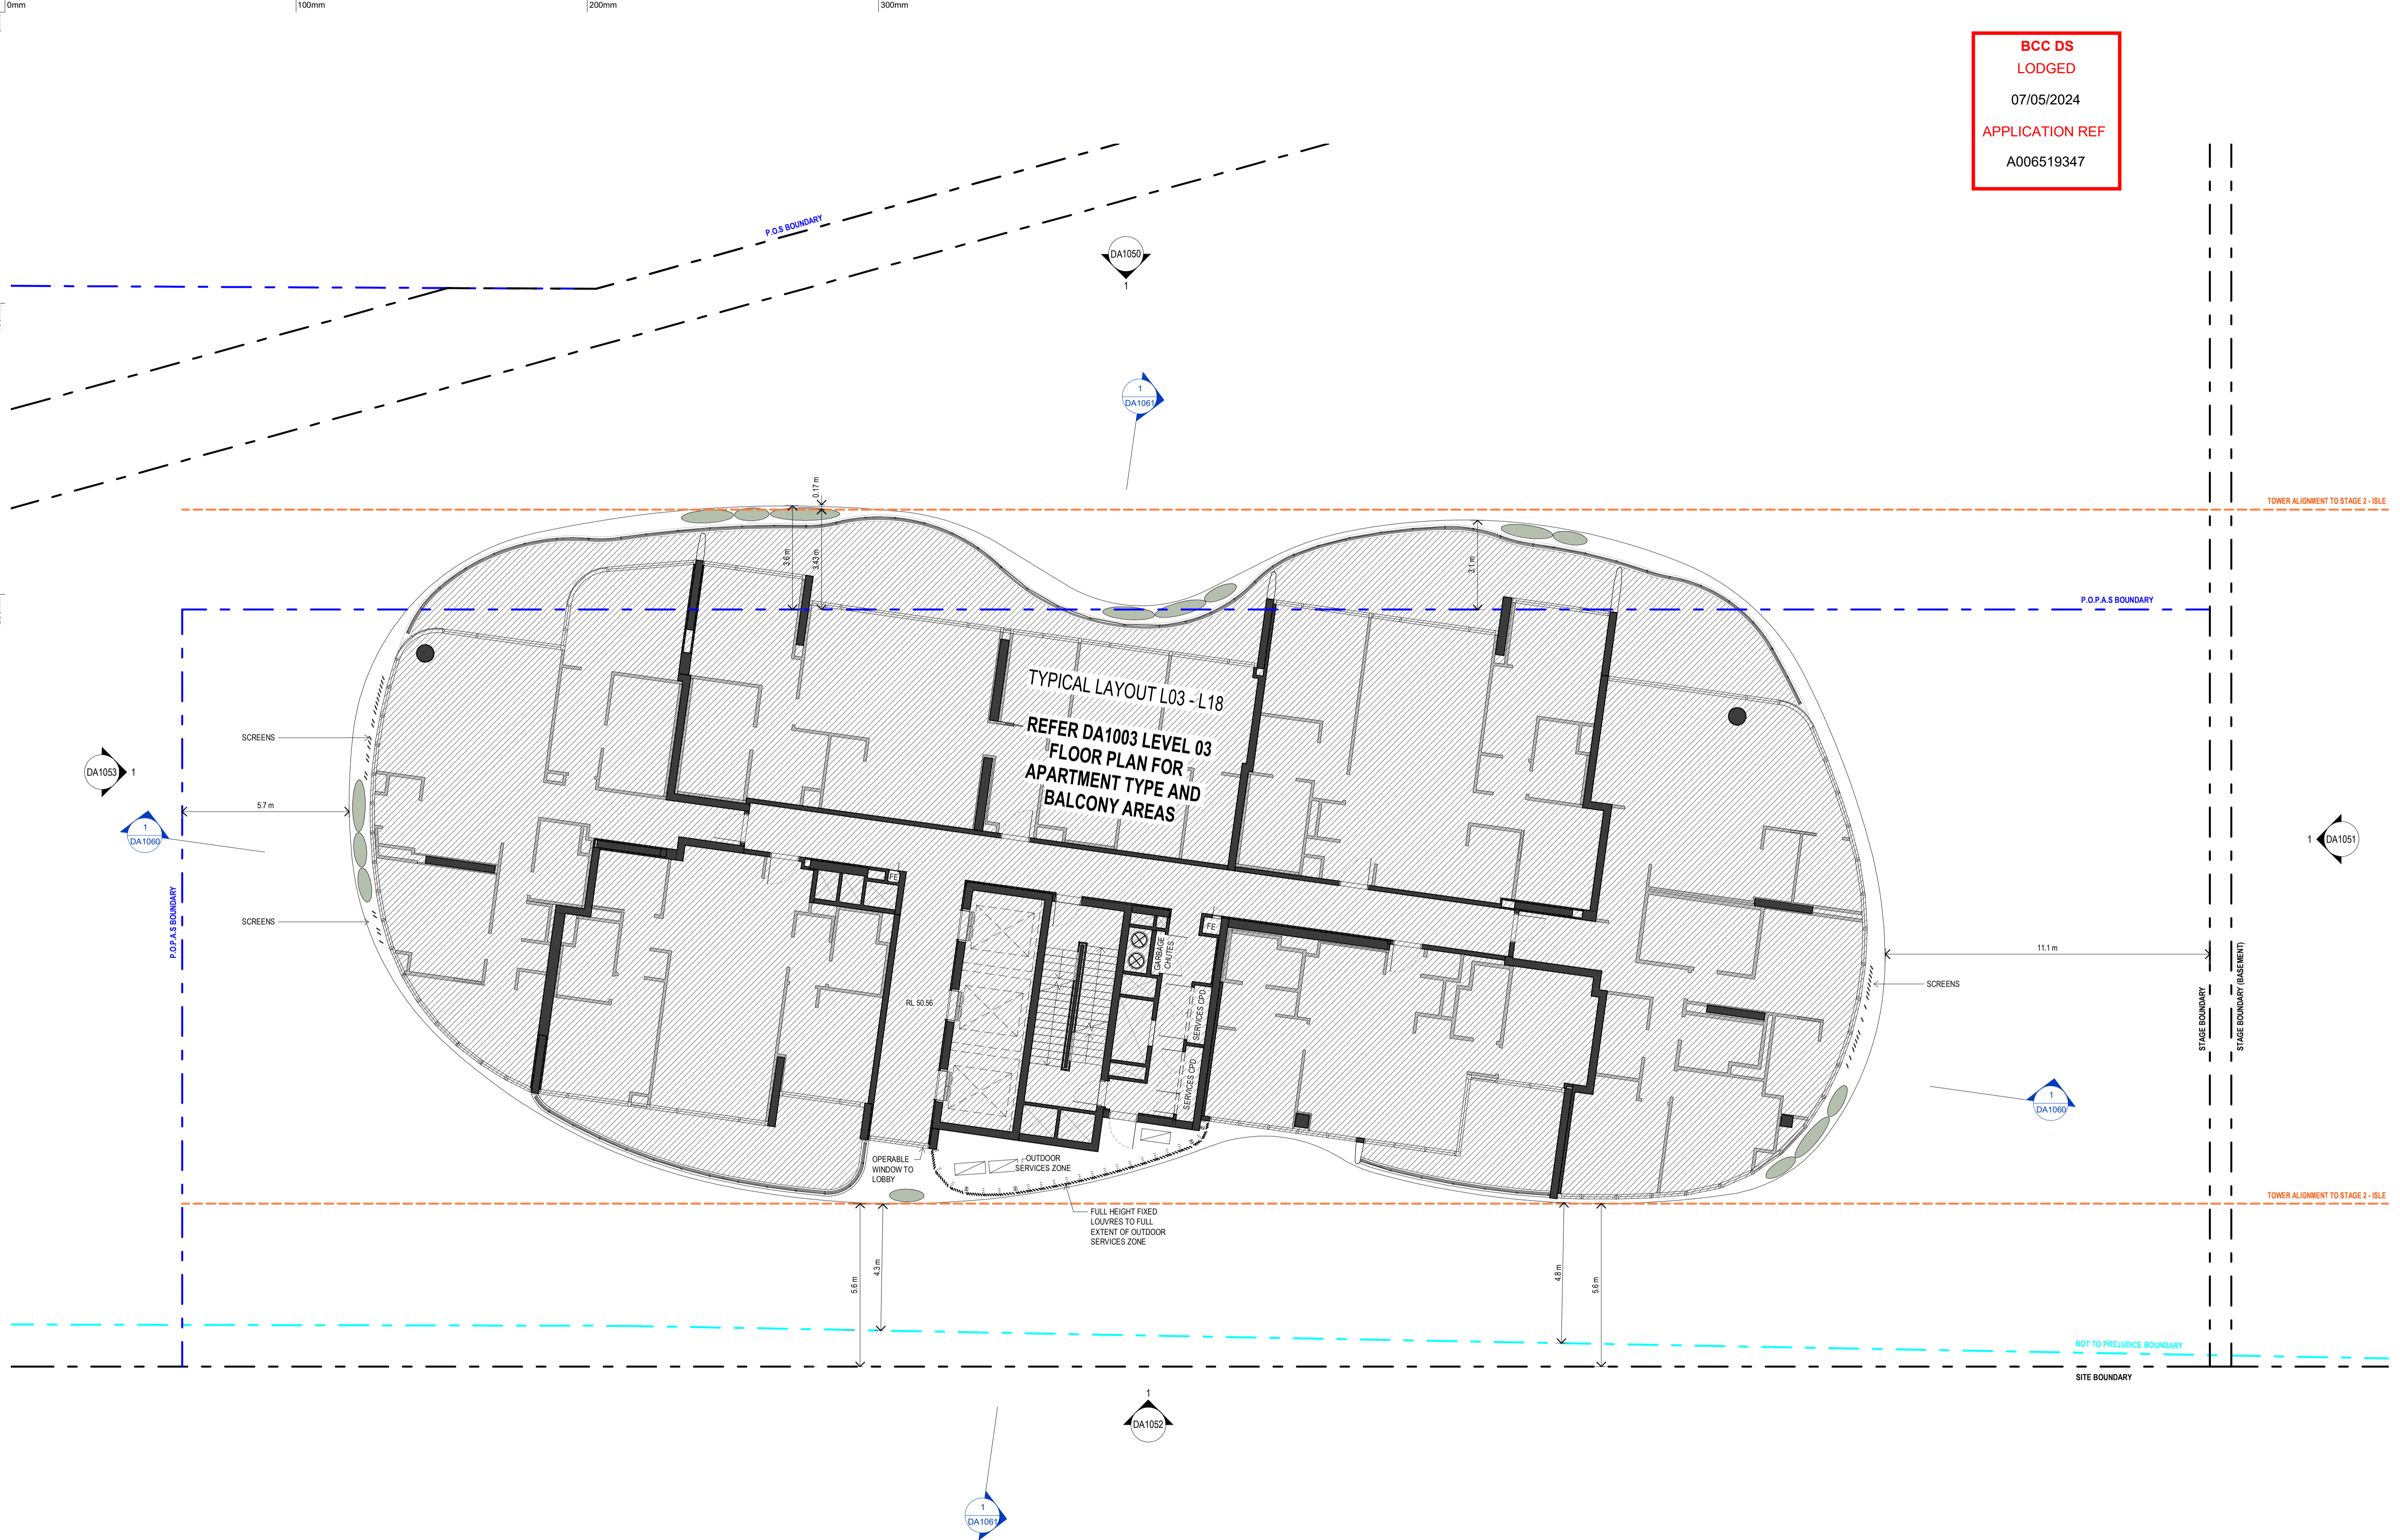 0mm
100mm
200mm
300mm
BCC DS
LODGED
07/05/2024
APPLICATION REF
A006519347
P.O.S BOUNDARY
DA1050
1
1
DA1061
0.17 m
TOWER ALIGNMENT TO STAGE 2 - ISLE
3.6 m
3.43 m
3.1 m
P.O.P.A.S BOUNDARY
TYPICAL LAYOUT L03 - L18
REFER DA1003 LEVEL 03
FLOOR PLAN FOR
APARTMENT TYPE AND
BALCONY AREAS
SCREENS
DA1053
1
5.7 m
1
DA1060
1
DA1051
P.O.P.A.S BOUNDARY
FE
SCREENS
FE
GARBAGE
CHUTES
11.1 m
STAGE BOUNDARY
STAGE BOUNDARY (BASEMENT)
SCREENS
RL 50.56
SERVICES CPD
SERVICES CPD
1
DA1060
OPERABLE
WINDOW TO
LOBBY
OUTDOOR
SERVICES ZONE
TOWER ALIGNMENT TO STAGE 2 - ISLE
FULL HEIGHT FIXED
LOUVRES TO FULL
EXTENT OF OUTDOOR
SERVICES ZONE
5.6 m
4.3 m
4.8 m
5.6 m
NOT TO PREJUDICE BOUNDARY
SITE BOUNDARY
1
DA1052
1
DA1061